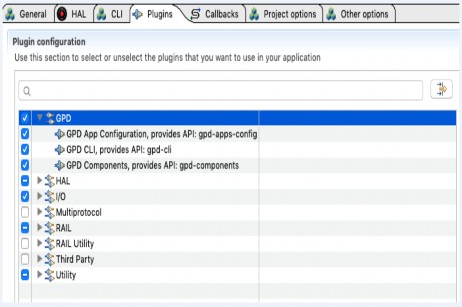 General HAL CLI Plugins Callbacks Project options Other options
Plugin configuration
Use this section to select or unselect the plugins that you want to use in your application
GPD
GPD App Configuration, provides API: gpd-apps-config
GPD CLI, provides API: gpd-cli
GPD Components, provides API: gpd-components
HAL
I/O
Multiprotocol
RAIL
RAIL Utility
Third Party
Utility